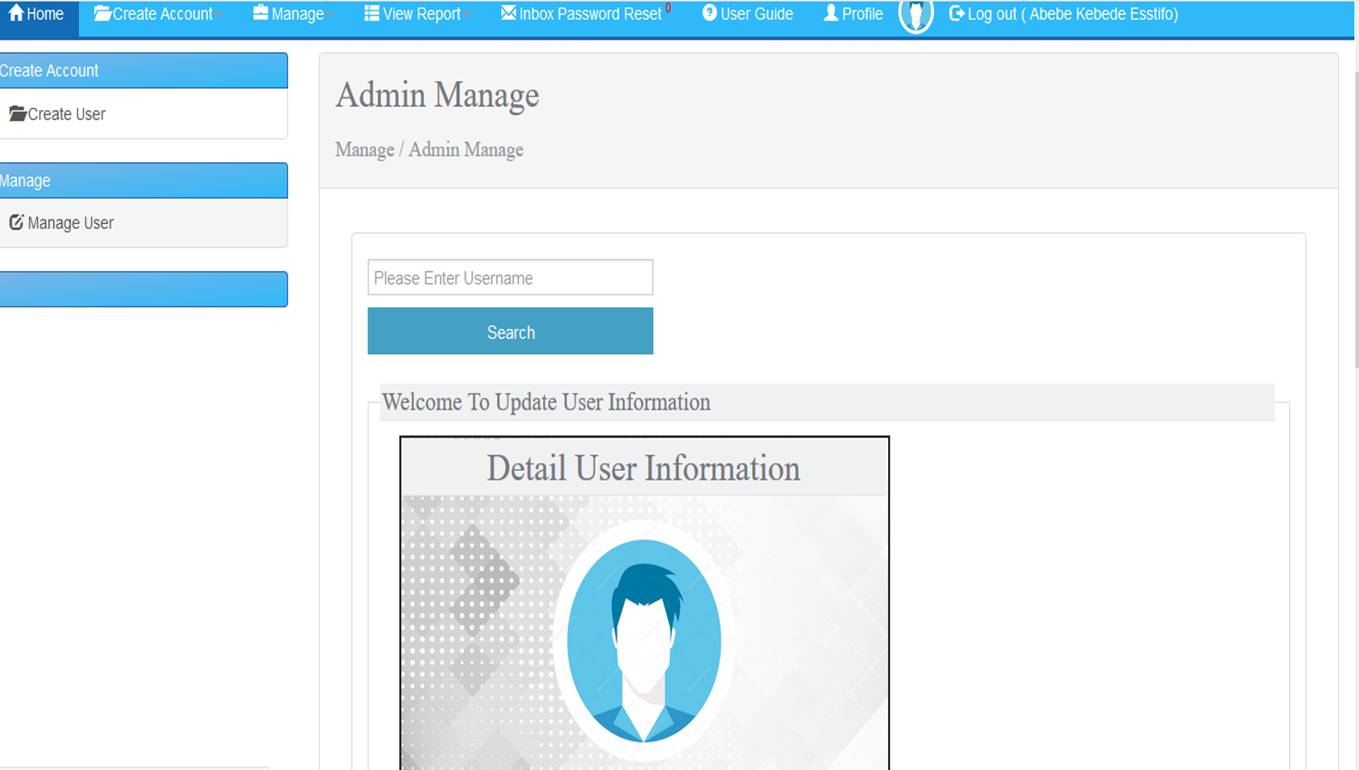 Home Create Account Manage View Report Inbox Password Reset 0 User Guide Profile Log out ( Abebe Kebede Esstifo)
Create Account
Create User
Manage
Manage User
Admin Manage
Manage / Admin Manage
Please Enter Username
Search
Welcome To Update User Information
Detail User Information